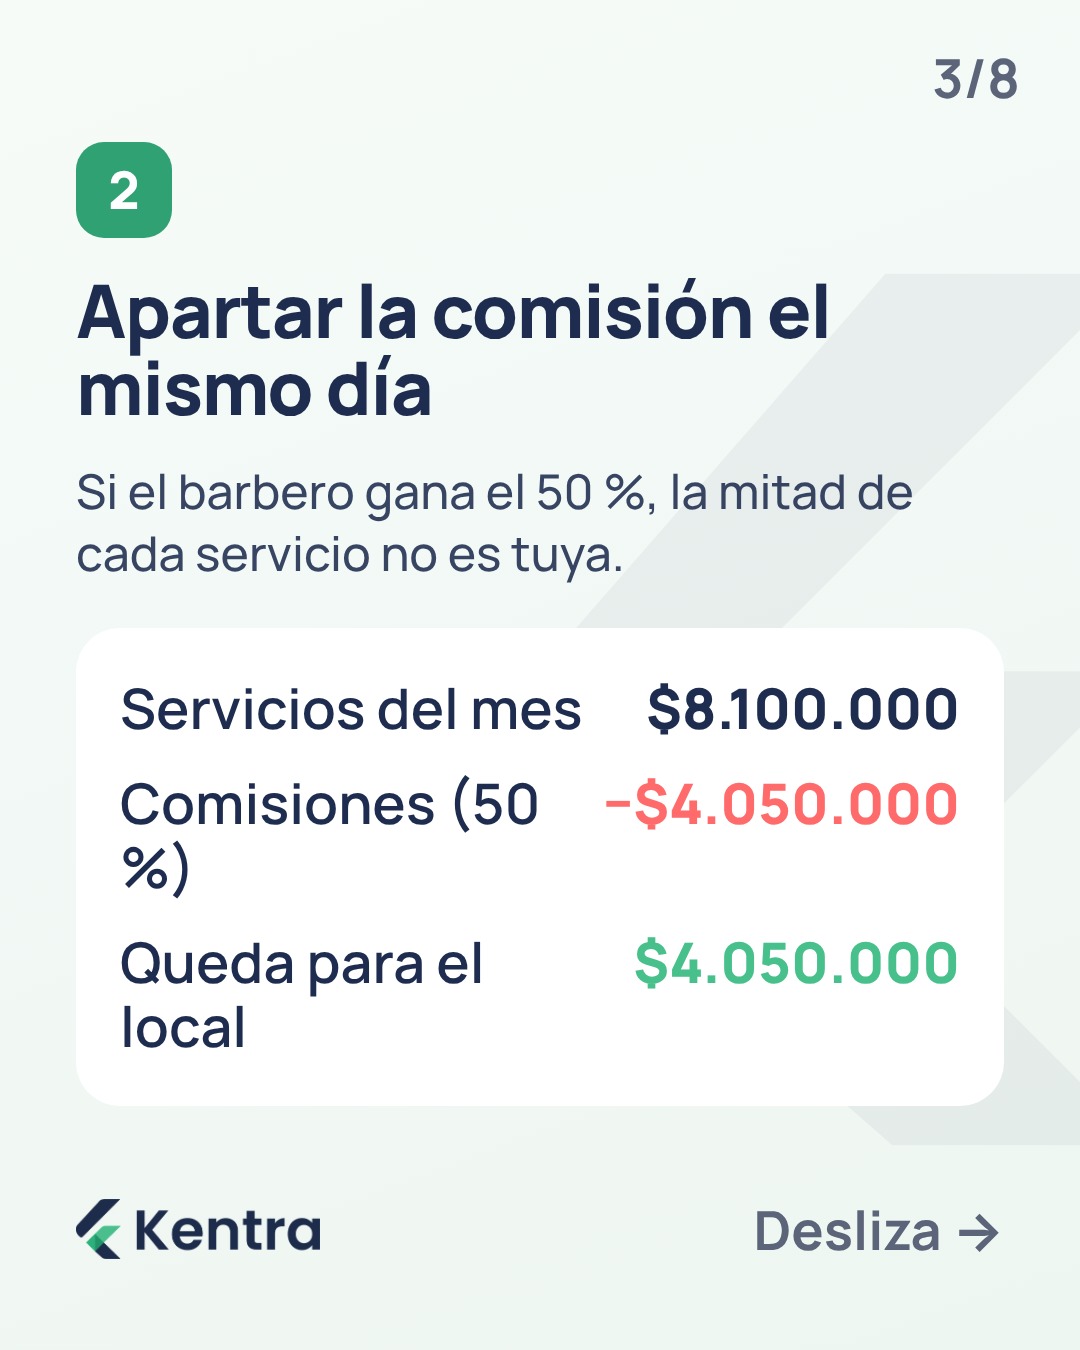 3/8
2
Apartar la comisión el
mismo día
Si el barbero gana el 50 %, la mitad de
cada servicio no es tuya.
Servicios del mes $8.100.000
Comisiones (50 −$4.050.000
%)
Queda para el $4.050.000
local
Kentra
Desliza →